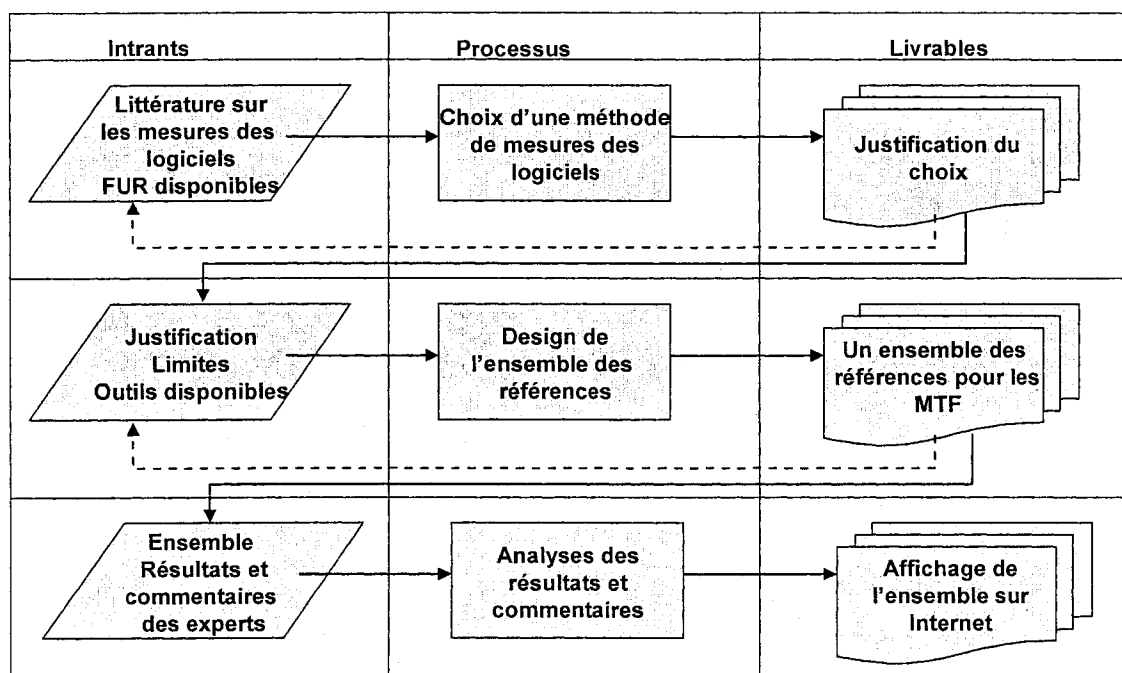 Intrants
Processus
Livrables
Littérature sur
les mesures des
logiciels
FUR disponibles
Choix d'une méthode
de mesures des
logiciels
Justification du
choix
Justification
Limites
Outils disponibles
Design de
l'ensemble des
références
Un ensemble des
références pour les
MTF
Ensemble
Résultats et
commentaires
des experts
Analyses des
résultats et
commentaires
Affichage de
l'ensemble sur
Internet